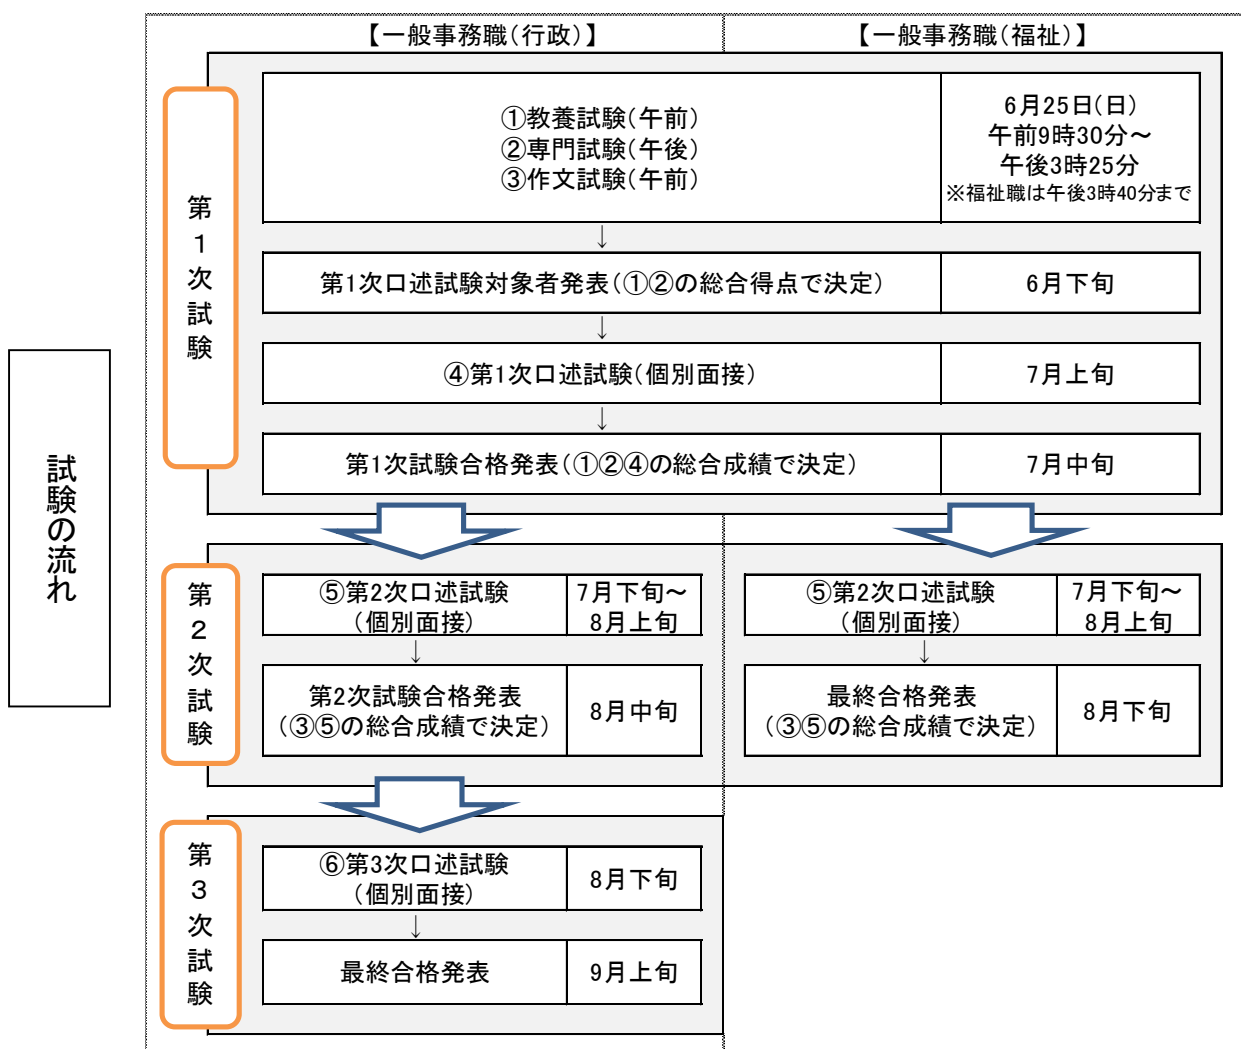 試験の流れ
【一般事務職(行政)】
【一般事務職(福祉)】
第1次試験
①教養試験(午前)
②専門試験(午後)
③作文試験(午前)
6月25日(日)
午前9時30分～
午後3時25分
※福祉職は午後3時40分まで
↓
第1次口述試験対象者発表(①②の総合得点で決定)
6月下旬
↓
④第1次口述試験(個別面接)
7月上旬
↓
第1次試験合格発表(①②④の総合成績で決定)
7月中旬
第2次試験
⑤第2次口述試験
(個別面接)
7月下旬～
8月上旬
↓
第2次試験合格発表
(③⑤の総合成績で決定)
8月中旬
⑤第2次口述試験
(個別面接)
7月下旬～
8月上旬
↓
最終合格発表
(③⑤の総合成績で決定)
8月下旬
第3次試験
⑥第3次口述試験
(個別面接)
8月下旬
↓
最終合格発表
9月上旬